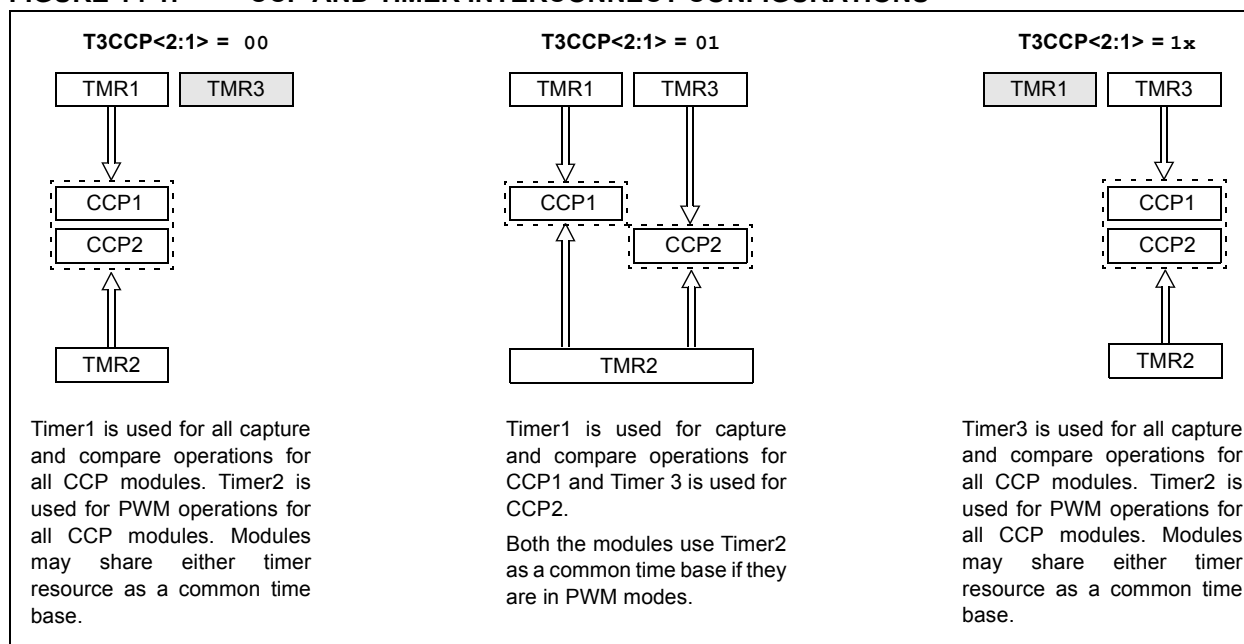 T3CCP<2:1> = 00
TMR1 TMR3
CCP1
CCP2
TMR2
Timer1 is used for all capture
and compare operations for
all CCP modules. Timer2 is
used for PWM operations for
all CCP modules. Modules
may share either timer
resource as a common time
base.
T3CCP<2:1> = 01
TMR1 TMR3
CCP1
CCP2
TMR2
Timer1 is used for capture
and compare operations for
CCP1 and Timer 3 is used for
CCP2.
Both the modules use Timer2
as a common time base if they
are in PWM modes.
T3CCP<2:1> = 1x
TMR1 TMR3
CCP1
CCP2
TMR2
Timer3 is used for all capture
and compare operations for
all CCP modules. Timer2 is
used for PWM operations for
all CCP modules. Modules
may share either timer
resource as a common time
base.